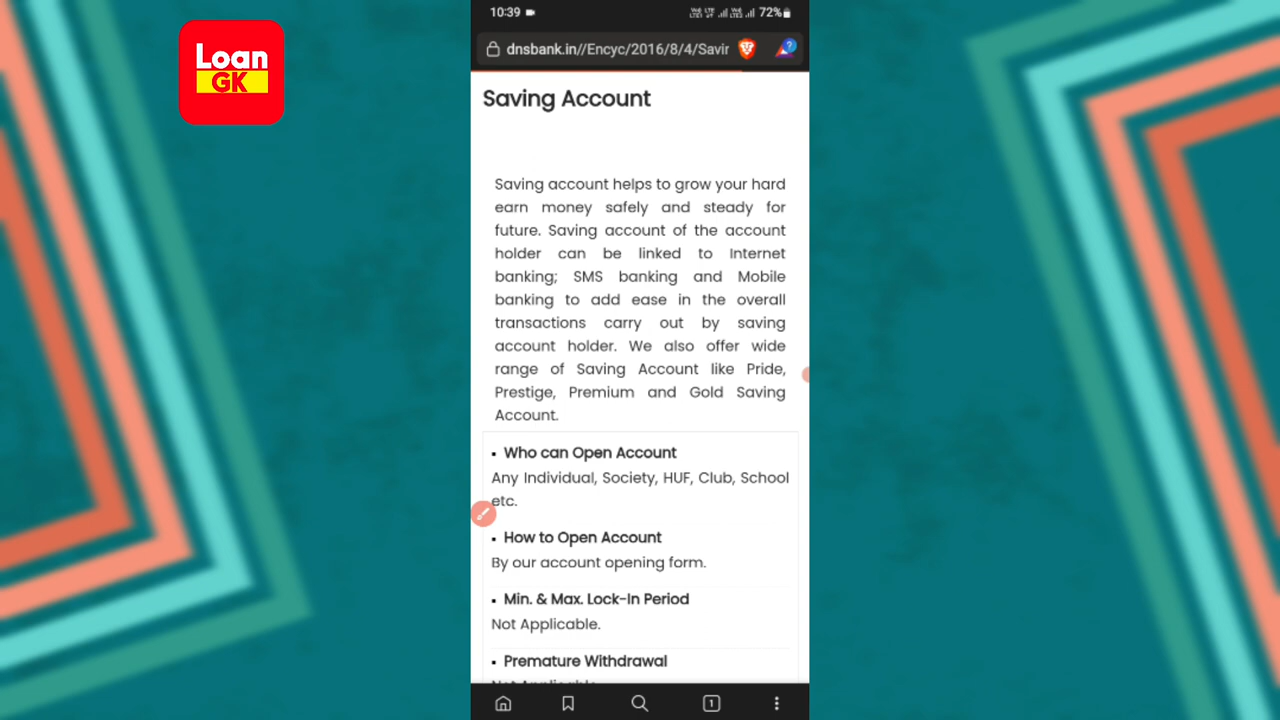 Loan
GK
10:39
72%
dnsbank.in//Encyc/2016/8/4/Savir
Saving Account
Saving account helps to grow your hard
earn money safely and steady for
future. Saving account of the account
holder can be linked to Internet
banking; SMS banking and Mobile
banking to add ease in the overall
transactions carry out by saving
account holder. We also offer wide
range of Saving Account like Pride,
Prestige, Premium and Gold Saving
Account.
▪ Who can Open Account
Any Individual, Society, HUF, Club, School
etc.
▪ How to Open Account
By our account opening form.
▪ Min. & Max. Lock-In Period
Not Applicable.
▪ Premature Withdrawal
1